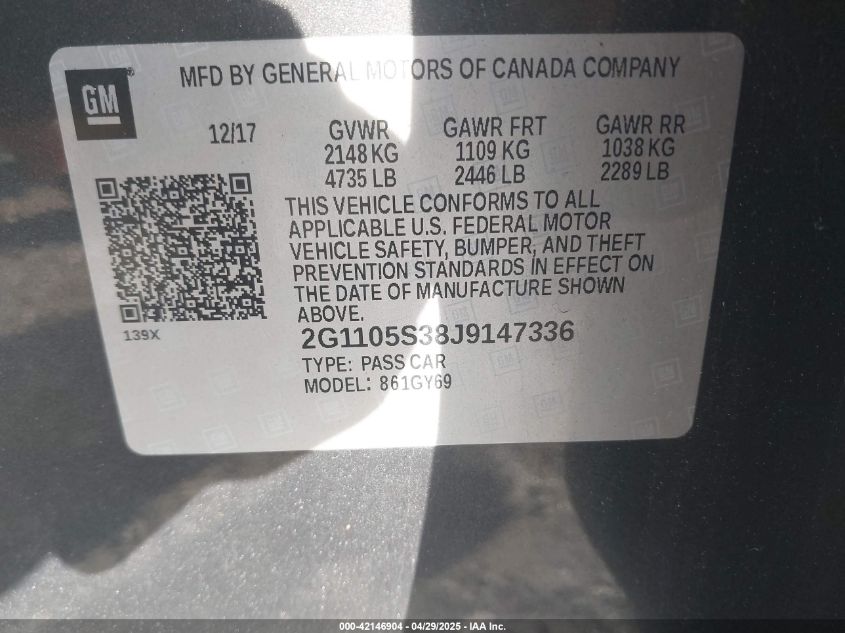 GM
®
MFD BY GENERAL MOTORS OF CANADA COMPANY
12/17 GVWR GAWR FRT GAWR RR
2148 KG 1109 KG 1038 KG
4735 LB 2446 LB 2289 LB
THIS VEHICLE CONFORMS TO ALL
APPLICABLE U.S. FEDERAL MOTOR
VEHICLE SAFETY, BUMPER, AND THEFT
PREVENTION STANDARDS IN EFFECT ON
THE DATE OF MANUFACTURE SHOWN
ABOVE.
139X
2G1105S38J9147336
TYPE: PASS CAR
MODEL: 861GY69
000-42146904 - 04/29/2025 - IAA Inc.